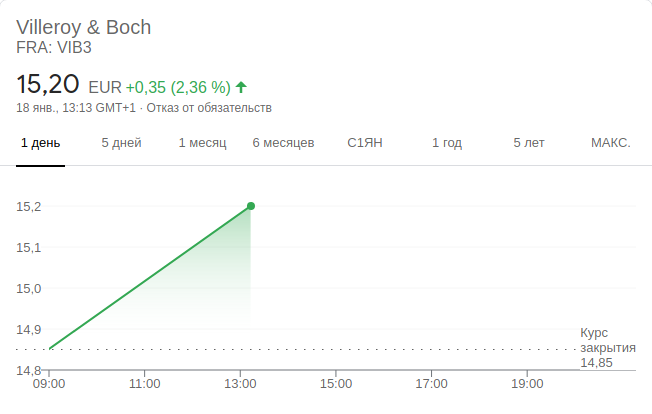 Villeroy & Boch
FRA: VIB3
15,20 EUR +0,35 (2,36 %)
18 янв., 13:13 GMT+1 · Отказ от обязательств
1 день 5 дней 1 месяц 6 месяцев С1ЯН 1 год 5 лет МАКС.
15,2
15,1
15,0
14,9
Курс
закрытия
14,85
14,8
09:00 11:00 13:00 15:00 17:00 19:00